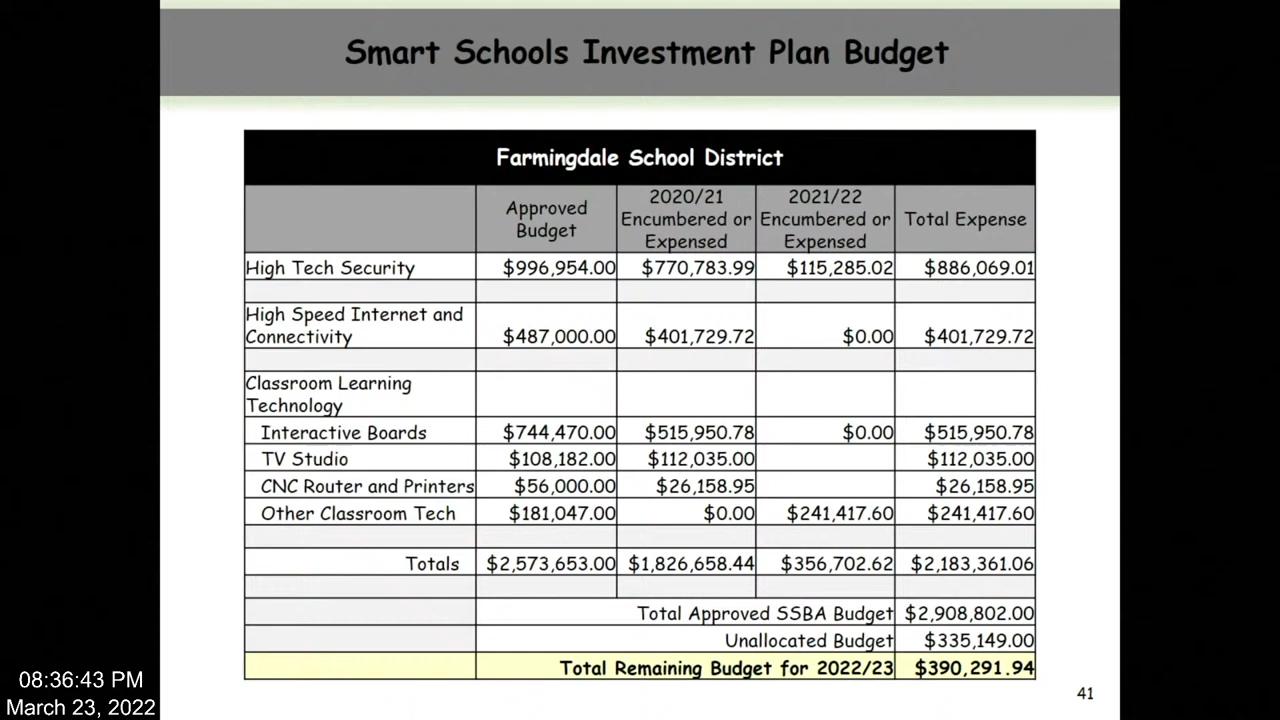 Smart Schools Investment Plan Budget
Farmingdale School District
Approved Budget 2020/21 Encumbered or Expensed 2021/22 Encumbered or Expensed Total Expense
High Tech Security $996,954.00 $770,783.99 $115,285.02 $886,069.01
High Speed Internet and Connectivity $487,000.00 $401,729.72 $0.00 $401,729.72
Classroom Learning Technology
Interactive Boards $744,470.00 $515,950.78 $0.00 $515,950.78
TV Studio $108,182.00 $112,035.00 $112,035.00
CNC Router and Printers $56,000.00 $26,158.95 $26,158.95
Other Classroom Tech $181,047.00 $0.00 $241,417.60 $241,417.60
Totals $2,573,653.00 $1,826,658.44 $356,702.62 $2,183,361.06
Total Approved SSBA Budget $2,908,802.00
Unallocated Budget $335,149.00
Total Remaining Budget for 2022/23 $390,291.94
41
08:36:43 PM
March 23, 2022